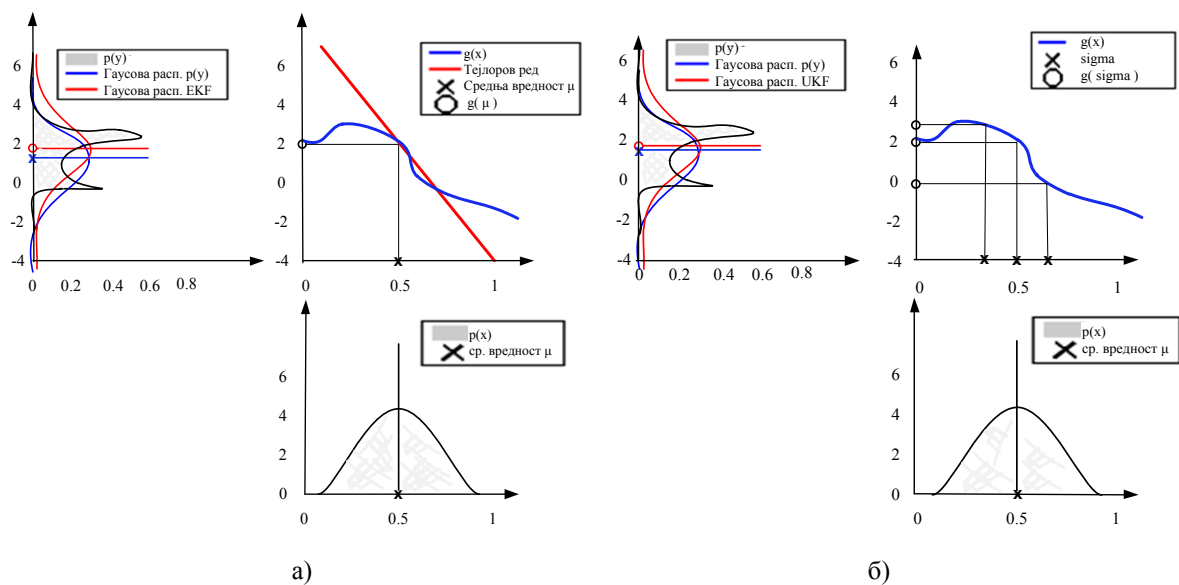 p(y)
Гаусова расп. p(y)
Гаусова расп. EKF
6
4
2
0
-2
-4
0 0.2 0.4 0.6 0.8
g(x)
Тејлоров ред
Средња вредност μ
g( μ )
6
4
2
0
-2
-4
0 0.5 1
p(x)
ср. вредност μ
6
4
2
0
0 0.5 1
а)
p(y)
Гаусова расп. p(y)
Гаусова расп. UKF
6
4
2
0
-2
-4
0 0.2 0.4 0.6 0.8
g(x)
sigma
g( sigma )
6
4
2
0
-2
-4
0 0.5 1
p(x)
ср. вредност μ
6
4
2
0
0 0.5 1
б)